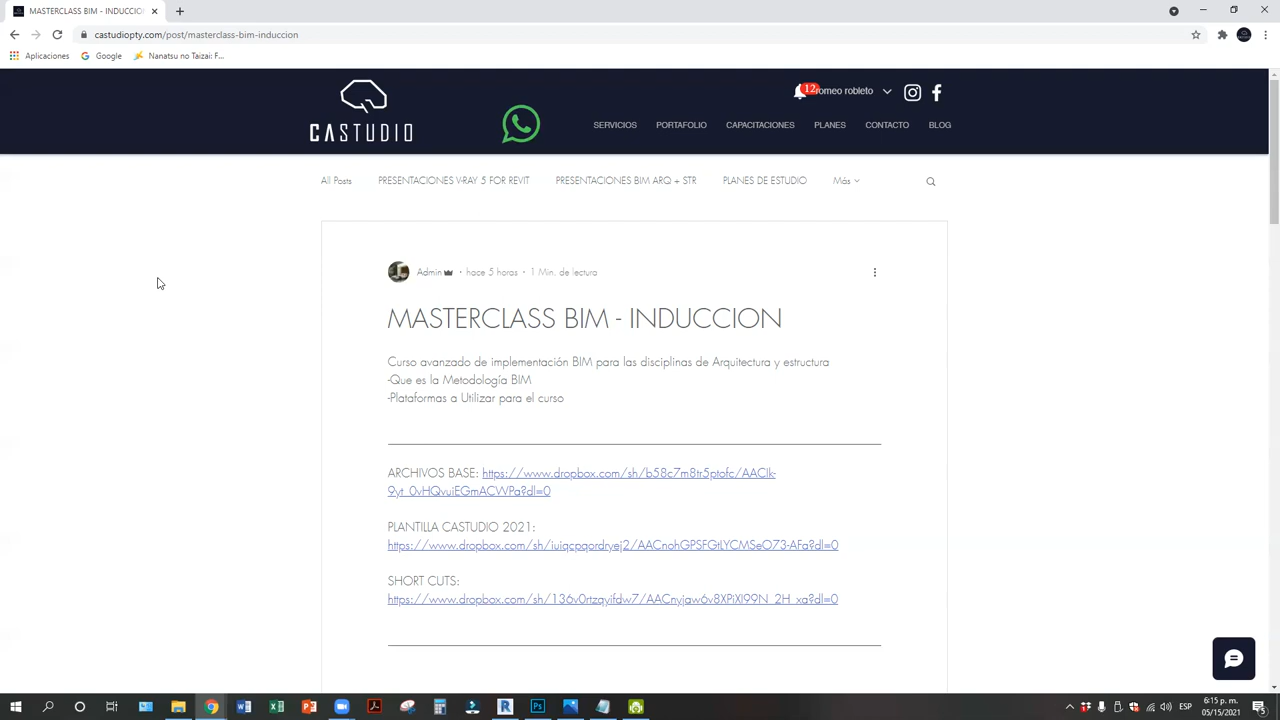 MASTERCLASS BIM - INDUCCION
castudiopty.com/post/masterclass-bim-induccion
Aplicaciones
Google
Nanatsu no Taizai: F...
CASTUDIO
12
romeo robleto
SERVICIOS
PORTAFOLIO
CAPACITACIONES
PLANES
CONTACTO
BLOG
All Posts
PRESENTACIONES V-RAY 5 FOR REVIT
PRESENTACIONES BIM ARQ + STR
PLANES DE ESTUDIO
Más
Admin
hace 5 horas
1 Min. de lectura
MASTERCLASS BIM - INDUCCION
Curso avanzado de implementación BIM para las disciplinas de Arquitectura y estructura
-Que es la Metodología BIM
-Plataformas a Utilizar para el curso
ARCHIVOS BASE:
PLANTILLA CASTUDIO 2021:
SHORT CUTS:
ESP
6:15 p. m.
05/15/2021
5